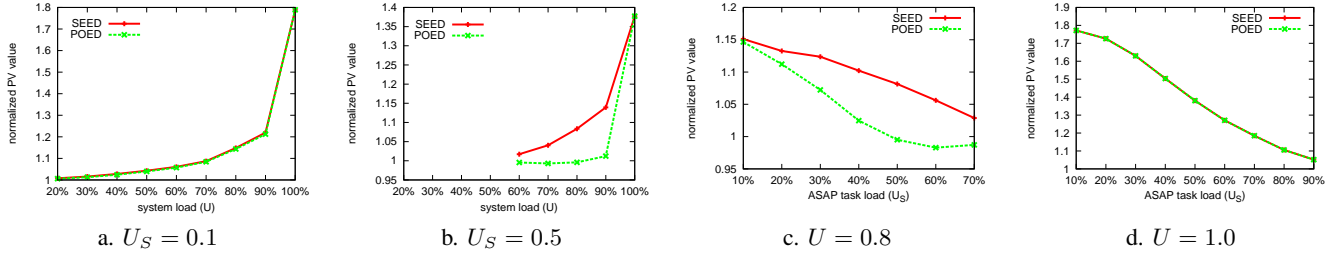 normalized PV value
1.8
1.7
1.6
1.5
1.4
1.3
1.2
1.1
1
20% 30% 40% 50% 60% 70% 80% 90% 100%
system load (U)
SEED
POED
a. U_S = 0.1
normalized PV value
1.4
1.35
1.3
1.25
1.2
1.15
1.1
1.05
1
0.95
20% 30% 40% 50% 60% 70% 80% 90% 100%
system load (U)
SEED
POED
b. U_S = 0.5
normalized PV value
1.2
1.15
1.1
1.05
1
0.95
10% 20% 30% 40% 50% 60% 70%
ASAP task load (U_S)
SEED
POED
c. U = 0.8
normalized PV value
1.9
1.8
1.7
1.6
1.5
1.4
1.3
1.2
1.1
1
10% 20% 30% 40% 50% 60% 70% 80% 90%
ASAP task load (U_S)
SEED
POED
d. U = 1.0